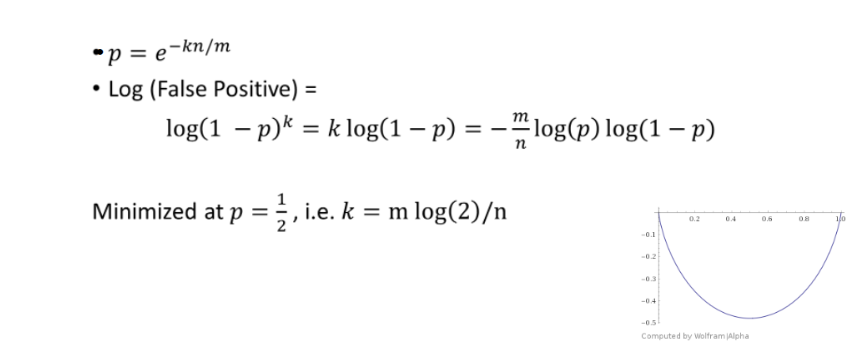 • p = e^{-kn/m}
• Log (False Positive) =
log(1 − p)^k = k log(1 − p) = −\frac{m}{n} log(p) log(1 − p)
Minimized at p = \frac{1}{2}, i.e. k = m log(2)/n
0.2 0.4 0.6 0.8 1.0
−0.1
−0.2
−0.3
−0.4
−0.5
Computed by Wolfram|Alpha